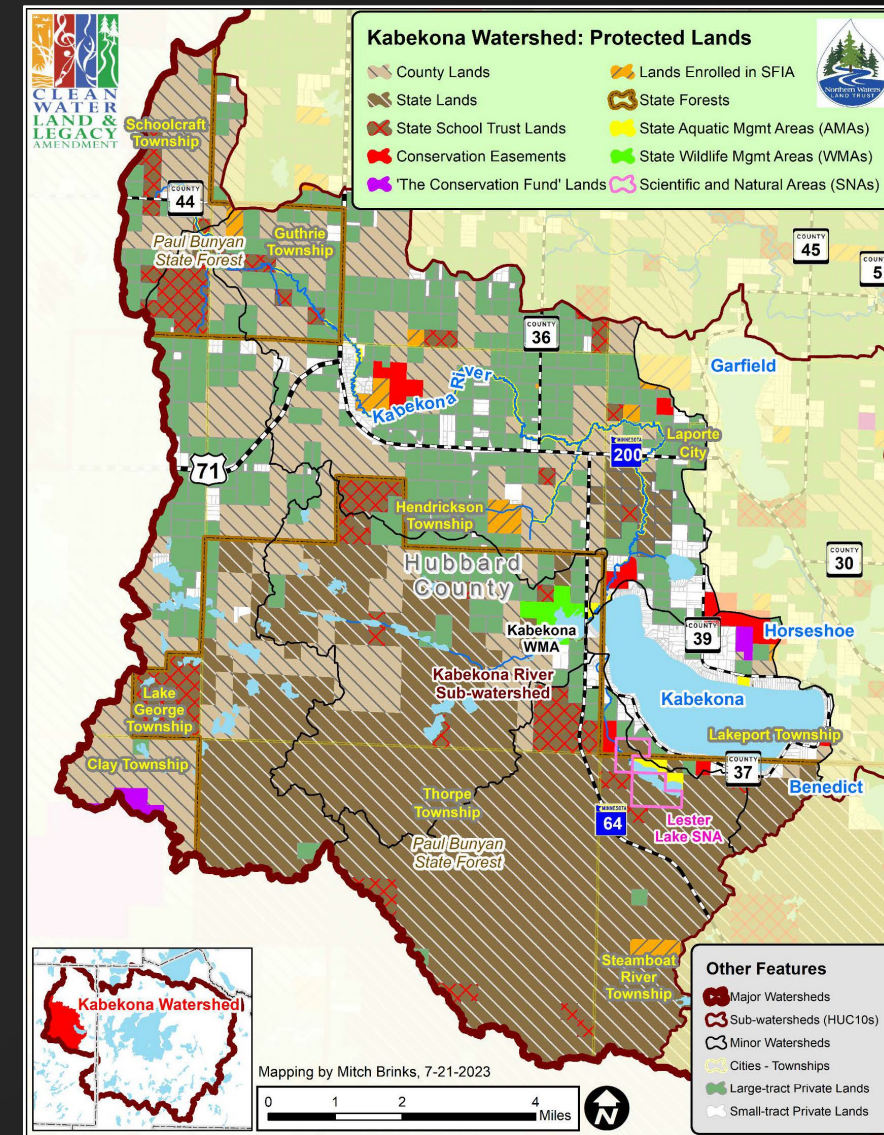 CLEAN
WATER
LAND &
LEGACY
AMENDMENT
Kabekona Watershed: Protected Lands
County Lands
State Lands
State School Trust Lands
Conservation Easements
'The Conservation Fund' Lands
Lands Enrolled in SFIA
State Forests
State Aquatic Mgmt Areas (AMAs)
State Wildlife Mgmt Areas (WMAs)
Scientific and Natural Areas (SNAs)
Northern Waters
LAND TRUST
Schoolcraft
Township
COUNTY
44
Paul Bunyan
State Forest
Guthrie
Township
COUNTY
45
COUNTY
5
COUNTY
36
Garfield
Kabekona River
Laporte
City
MINNESOTA
200
71
Hendrickson
Township
Hubbard
County
COUNTY
30
Kabekona
WMA
COUNTY
39
Horseshoe
Kabekona River
Sub-watershed
Kabekona
Lake
George
Township
Lakeport Township
Clay Township
COUNTY
37
Benedict
Thorpe
Township
MINNESOTA
64
Lester
Lake SNA
Paul Bunyan
State Forest
Steamboat
River
Township
Kabekona Watershed
Other Features
Major Watersheds
Sub-watersheds (HUC10s)
Minor Watersheds
Cities - Townships
Large-tract Private Lands
Small-tract Private Lands
Mapping by Mitch Brinks, 7-21-2023
0 1 2 4
Miles
N